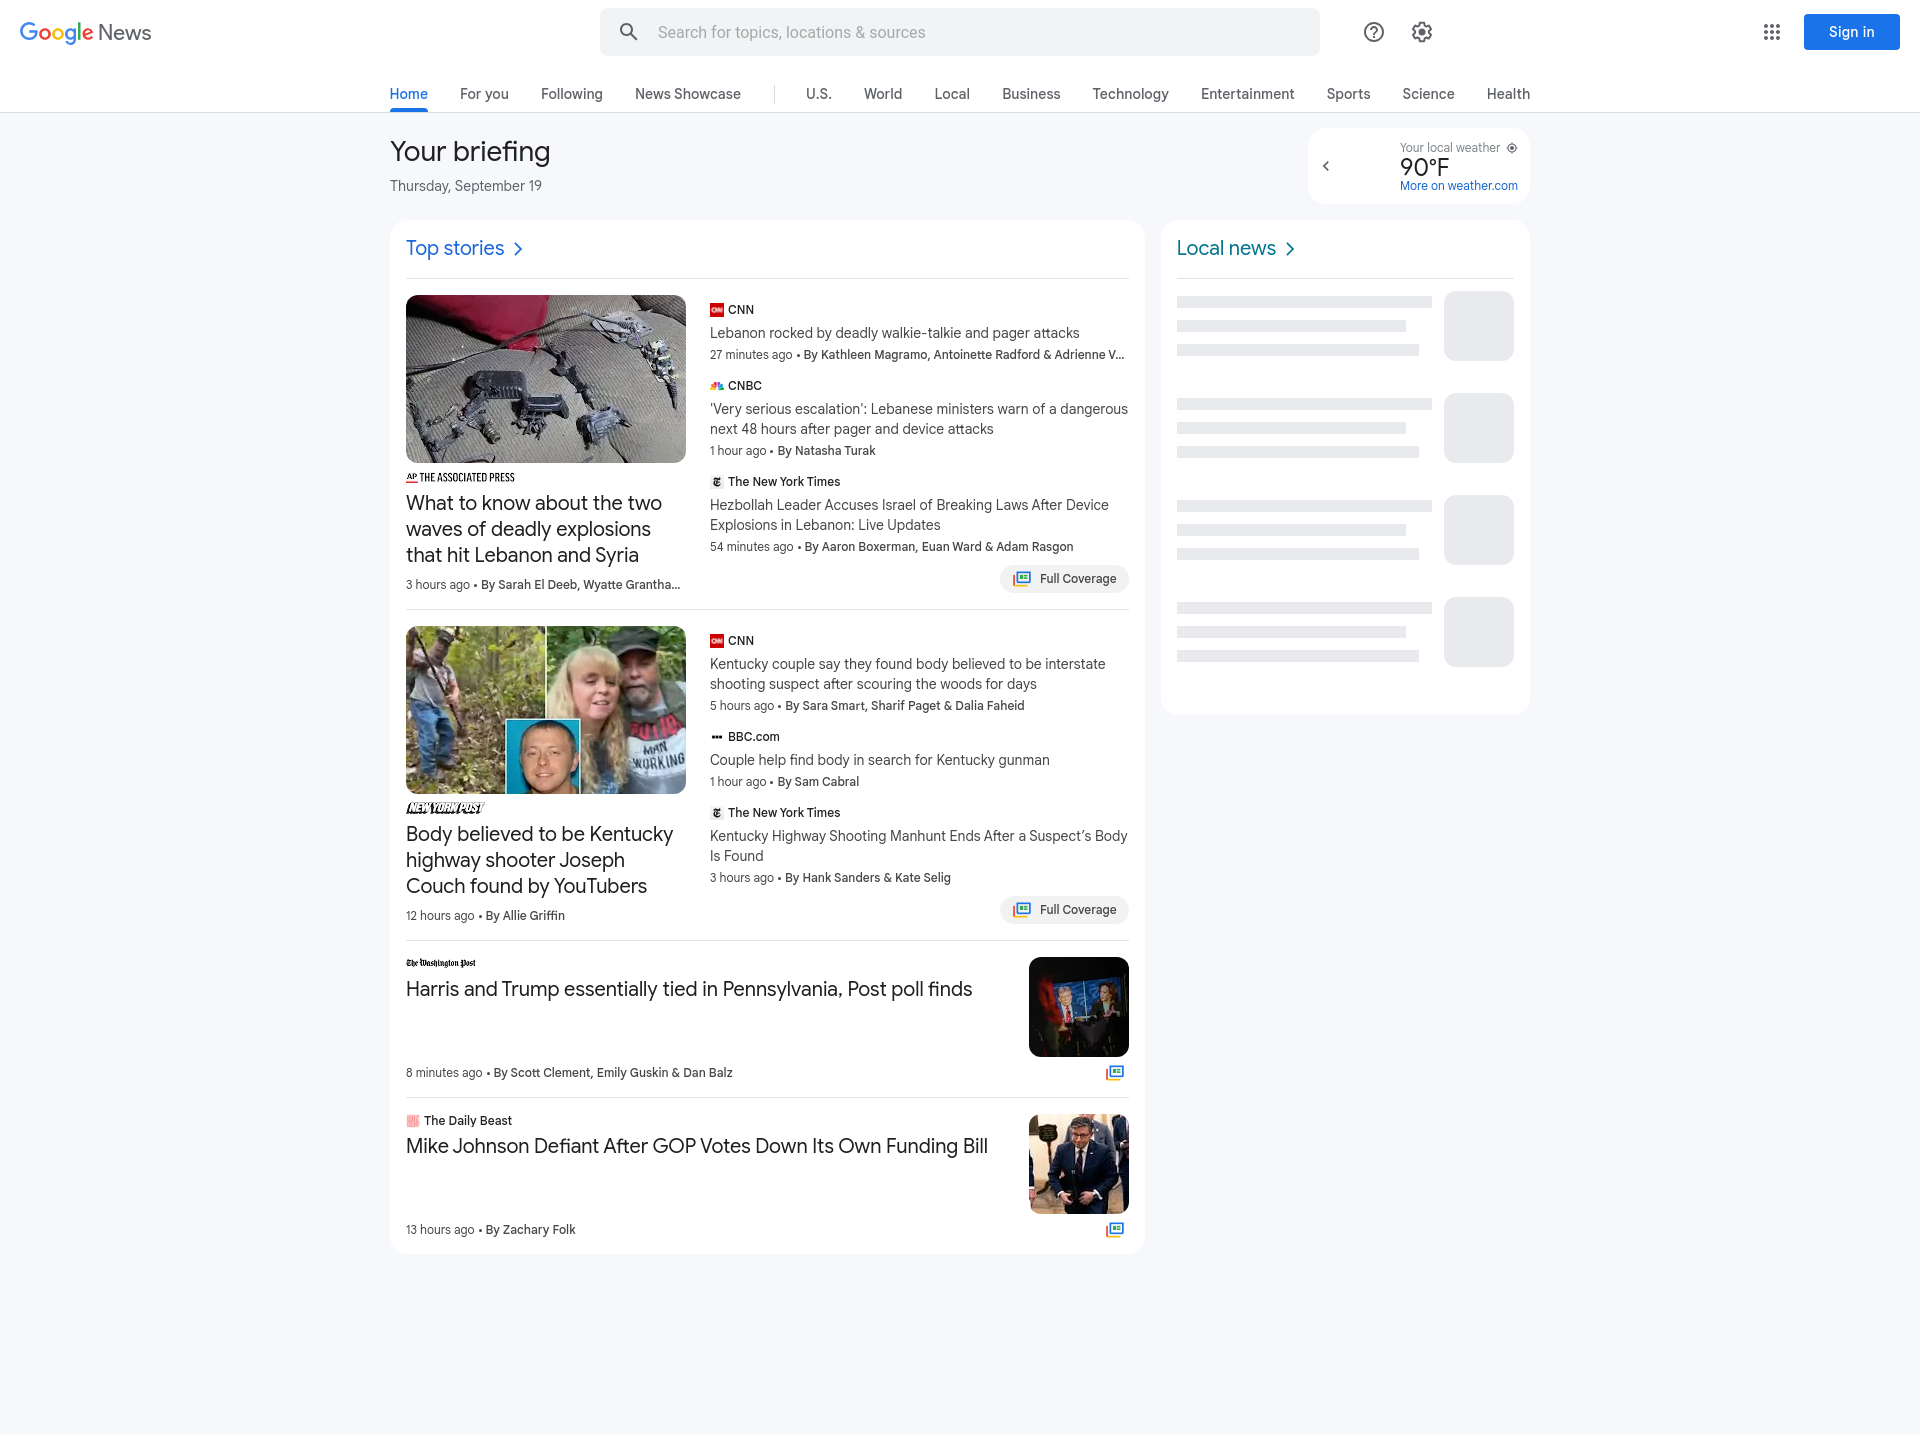 Google News
Search for topics, locations & sources
Sign in
Home
For you
Following
News Showcase
U.S.
World
Local
Business
Technology
Entertainment
Sports
Science
Health
Your briefing
Thursday, September 19
Your local weather
90°F
More on weather.com
Top stories
AP THE ASSOCIATED PRESS
What to know about the two
waves of deadly explosions
that hit Lebanon and Syria
3 hours ago • By Sarah El Deeb, Wyatte Grantha...
CNN
Lebanon rocked by deadly walkie-talkie and pager attacks
27 minutes ago • By Kathleen Magramo, Antoinette Radford & Adrienne V...
CNBC
'Very serious escalation': Lebanese ministers warn of a dangerous
next 48 hours after pager and device attacks
1 hour ago • By Natasha Turak
The New York Times
Hezbollah Leader Accuses Israel of Breaking Laws After Device
Explosions in Lebanon: Live Updates
54 minutes ago • By Aaron Boxerman, Euan Ward & Adam Rasgon
Full Coverage
MAN
WORKING
NEW YORK POST
Body believed to be Kentucky
highway shooter Joseph
Couch found by YouTubers
12 hours ago • By Allie Griffin
CNN
Kentucky couple say they found body believed to be interstate
shooting suspect after scouring the woods for days
5 hours ago • By Sara Smart, Sharif Paget & Dalia Faheid
BBC.com
Couple help find body in search for Kentucky gunman
1 hour ago • By Sam Cabral
The New York Times
Kentucky Highway Shooting Manhunt Ends After a Suspect’s Body
Is Found
3 hours ago • By Hank Sanders & Kate Selig
Full Coverage
The Washington Post
Harris and Trump essentially tied in Pennsylvania, Post poll finds
8 minutes ago • By Scott Clement, Emily Guskin & Dan Balz
The Daily Beast
Mike Johnson Defiant After GOP Votes Down Its Own Funding Bill
13 hours ago • By Zachary Folk
Local news